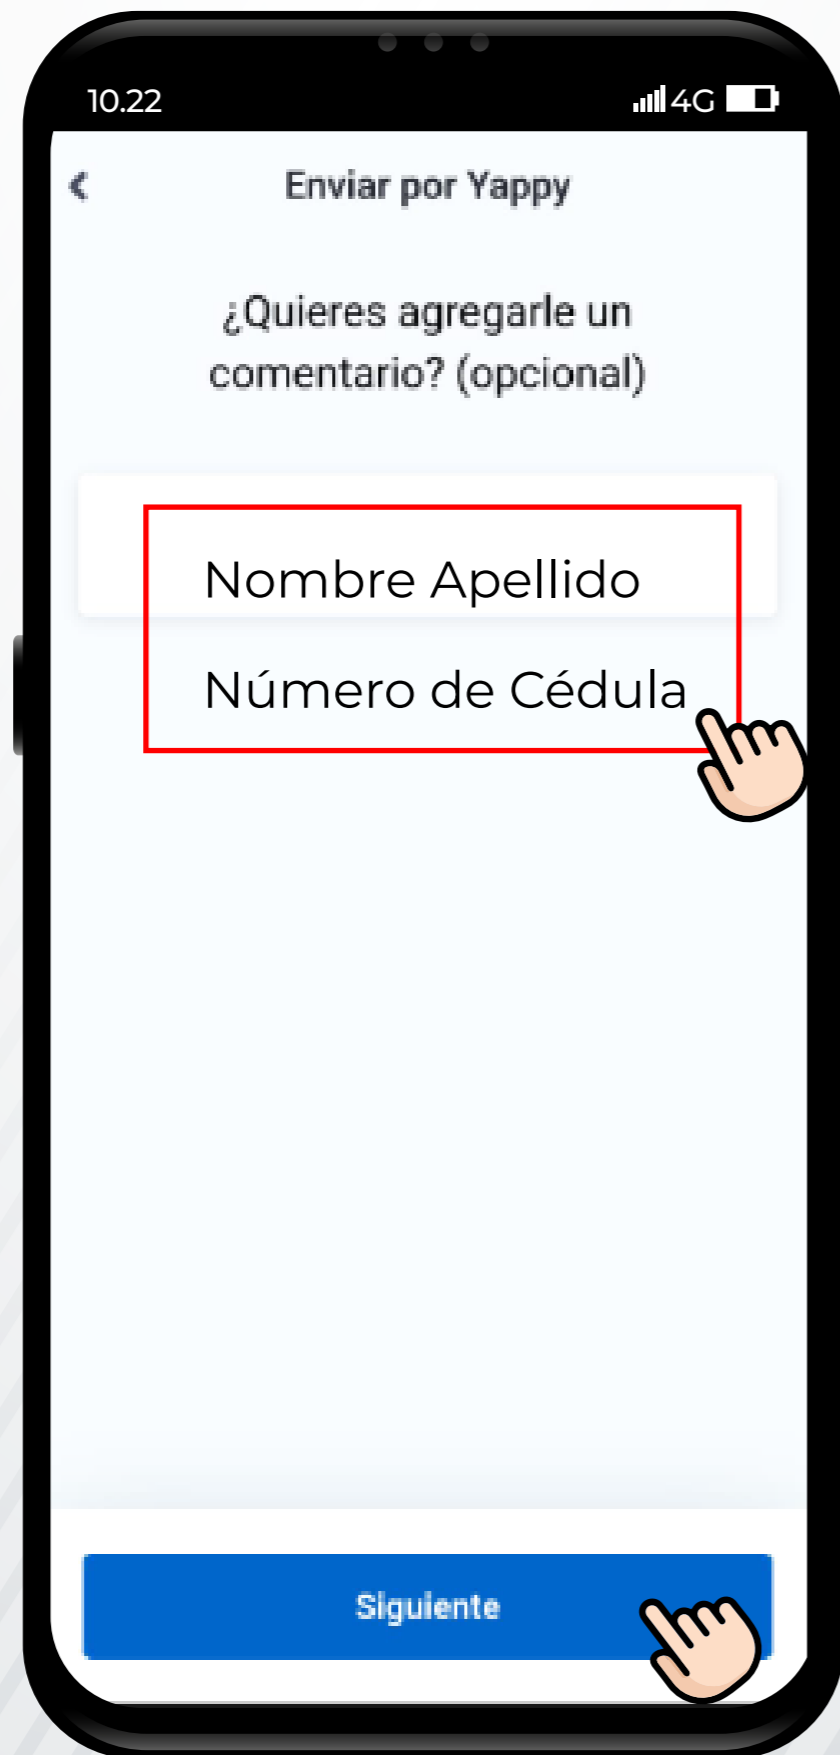 10.22
4G
Enviar por Yappy
¿Quieres agregarle un
comentario? (opcional)
Nombre Apellido
Número de Cédula
Siguiente